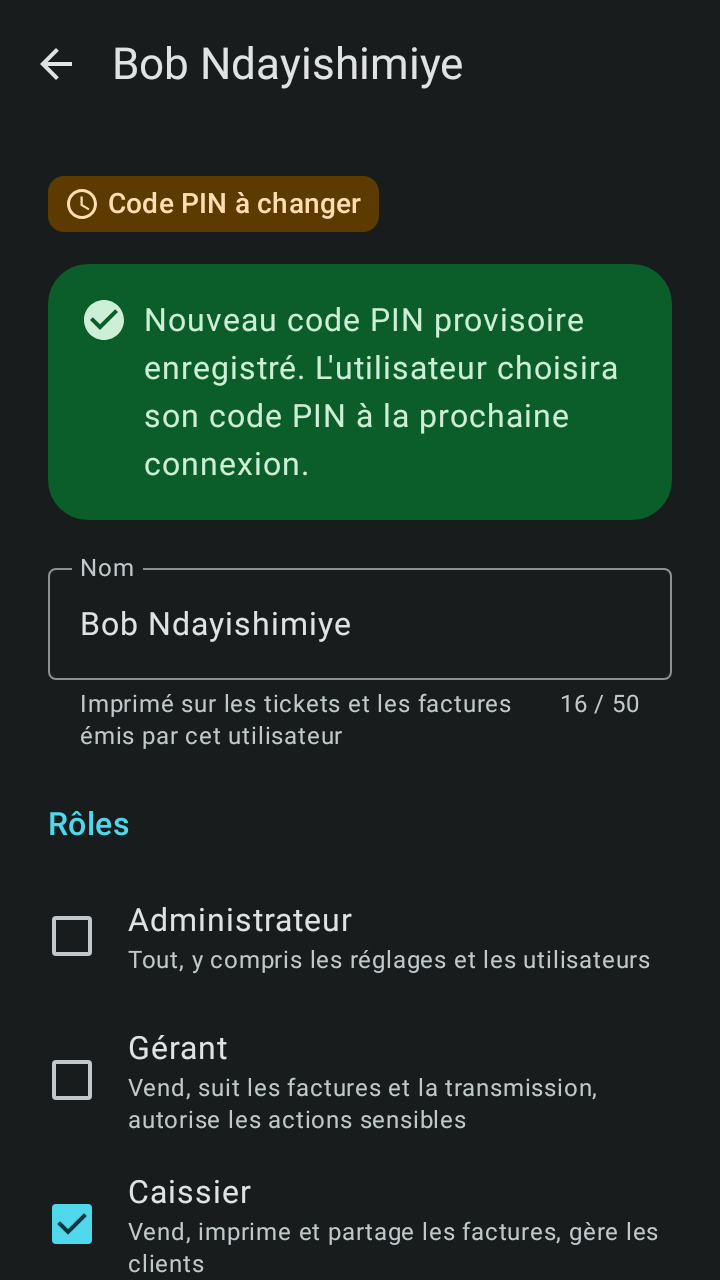 Bob Ndayishimiye
Code PIN à changer
Nouveau code PIN provisoire
enregistré. L'utilisateur choisira
son code PIN à la prochaine
connexion.
Nom
Bob Ndayishimiye
Imprimé sur les tickets et les factures 16 / 50
émis par cet utilisateur
Rôles
Administrateur
Tout, y compris les réglages et les utilisateurs
Gérant
Vend, suit les factures et la transmission,
autorise les actions sensibles
Caissier
Vend, imprime et partage les factures, gère les
clients